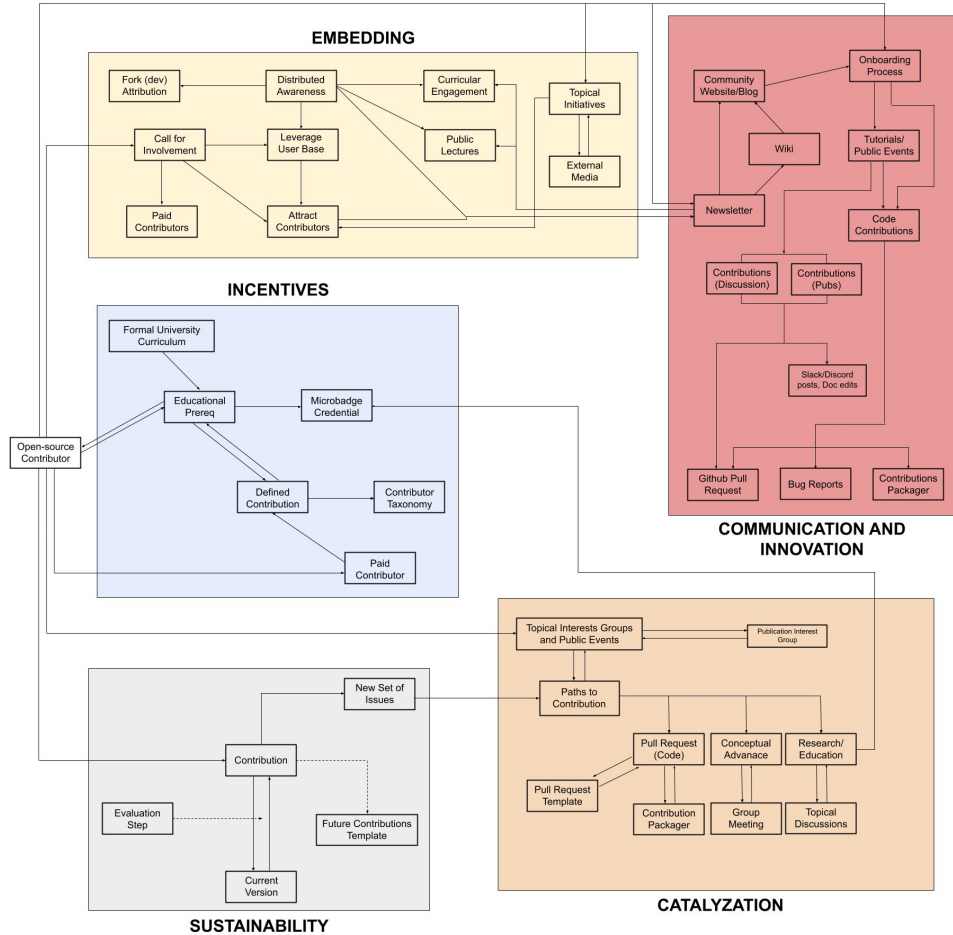 EMBEDDING
Fork (dev)
Attribution
Distributed
Awareness
Curricular
Engagement
Topical
Initiatives
Call for
Involvement
Leverage
User Base
Public
Lectures
External
Media
Paid
Contributors
Attract
Contributors
Onboarding
Process
Community
Website/Blog
Wiki
Tutorials/
Public Events
Newsletter
Code
Contributions
Contributions
(Discussion)
Contributions
(Pubs)
Slack/Discord
posts, Doc edits
Github Pull
Request
Bug Reports
Contributions
Packager
COMMUNICATION AND
INNOVATION
INCENTIVES
Formal University
Curriculum
Educational
Prereq
Microbadge
Credential
Open-source
Contributor
Defined
Contribution
Contributor
Taxonomy
Paid
Contributor
Topical Interests Groups
and Public Events
Publication Interest
Group
Paths to
Contribution
Pull Request
(Code)
Conceptual
Advanace
Research/
Education
Pull Request
Template
Contribution
Packager
Group
Meeting
Topical
Discussions
CATALYZATION
New Set of
Issues
Contribution
Evaluation
Step
Future Contributions
Template
Current
Version
SUSTAINABILITY